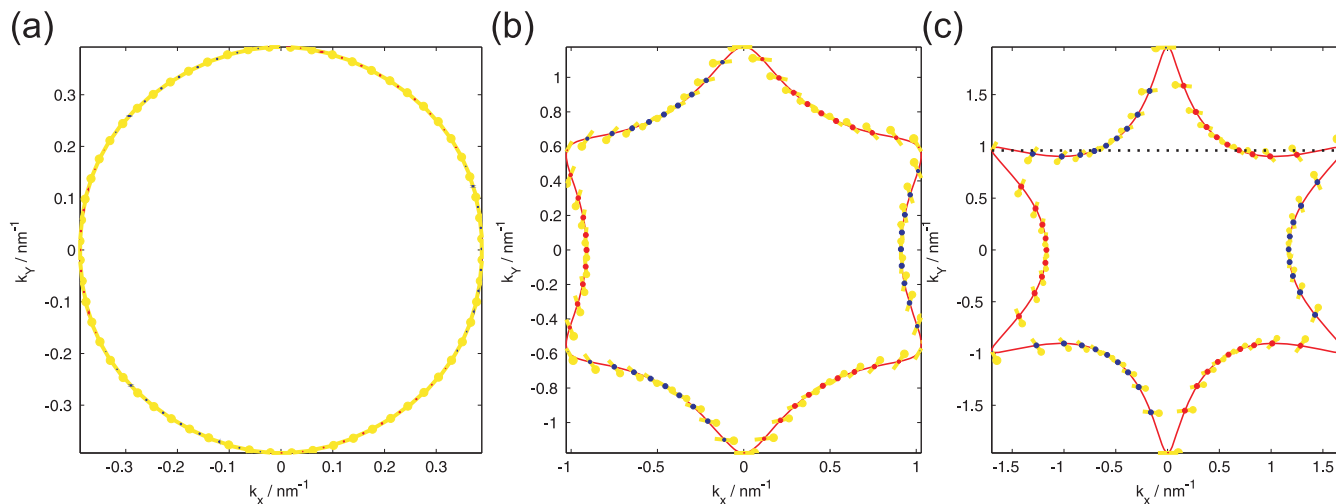 (a) (b) (c)
0.3
0.2
0.1
0
-0.1
-0.2
-0.3
k_Y / nm⁻¹
-0.3 -0.2 -0.1 0 0.1 0.2 0.3
k_x / nm⁻¹
1
0.8
0.6
0.4
0.2
0
-0.2
-0.4
-0.6
-0.8
-1
k_Y / nm⁻¹
-1 -0.5 0 0.5 1
k_x / nm⁻¹
1.5
1
0.5
0
-0.5
-1
-1.5
k_Y / nm⁻¹
-1.5 -1 -0.5 0 0.5 1 1.5
k_x / nm⁻¹